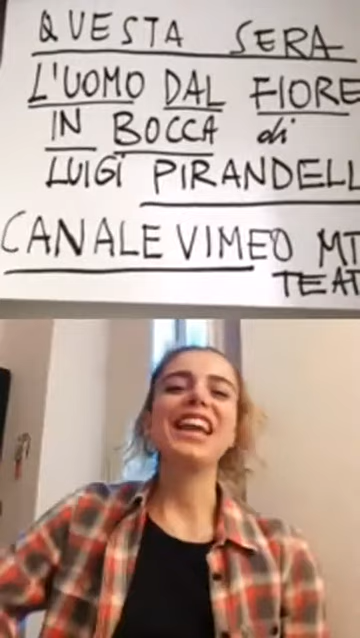 QUESTA SERA
L'UOMO DAL FIORE
IN BOCCA di
LUIGI PIRANDELL
CANALE VIMEO MT
TEAT